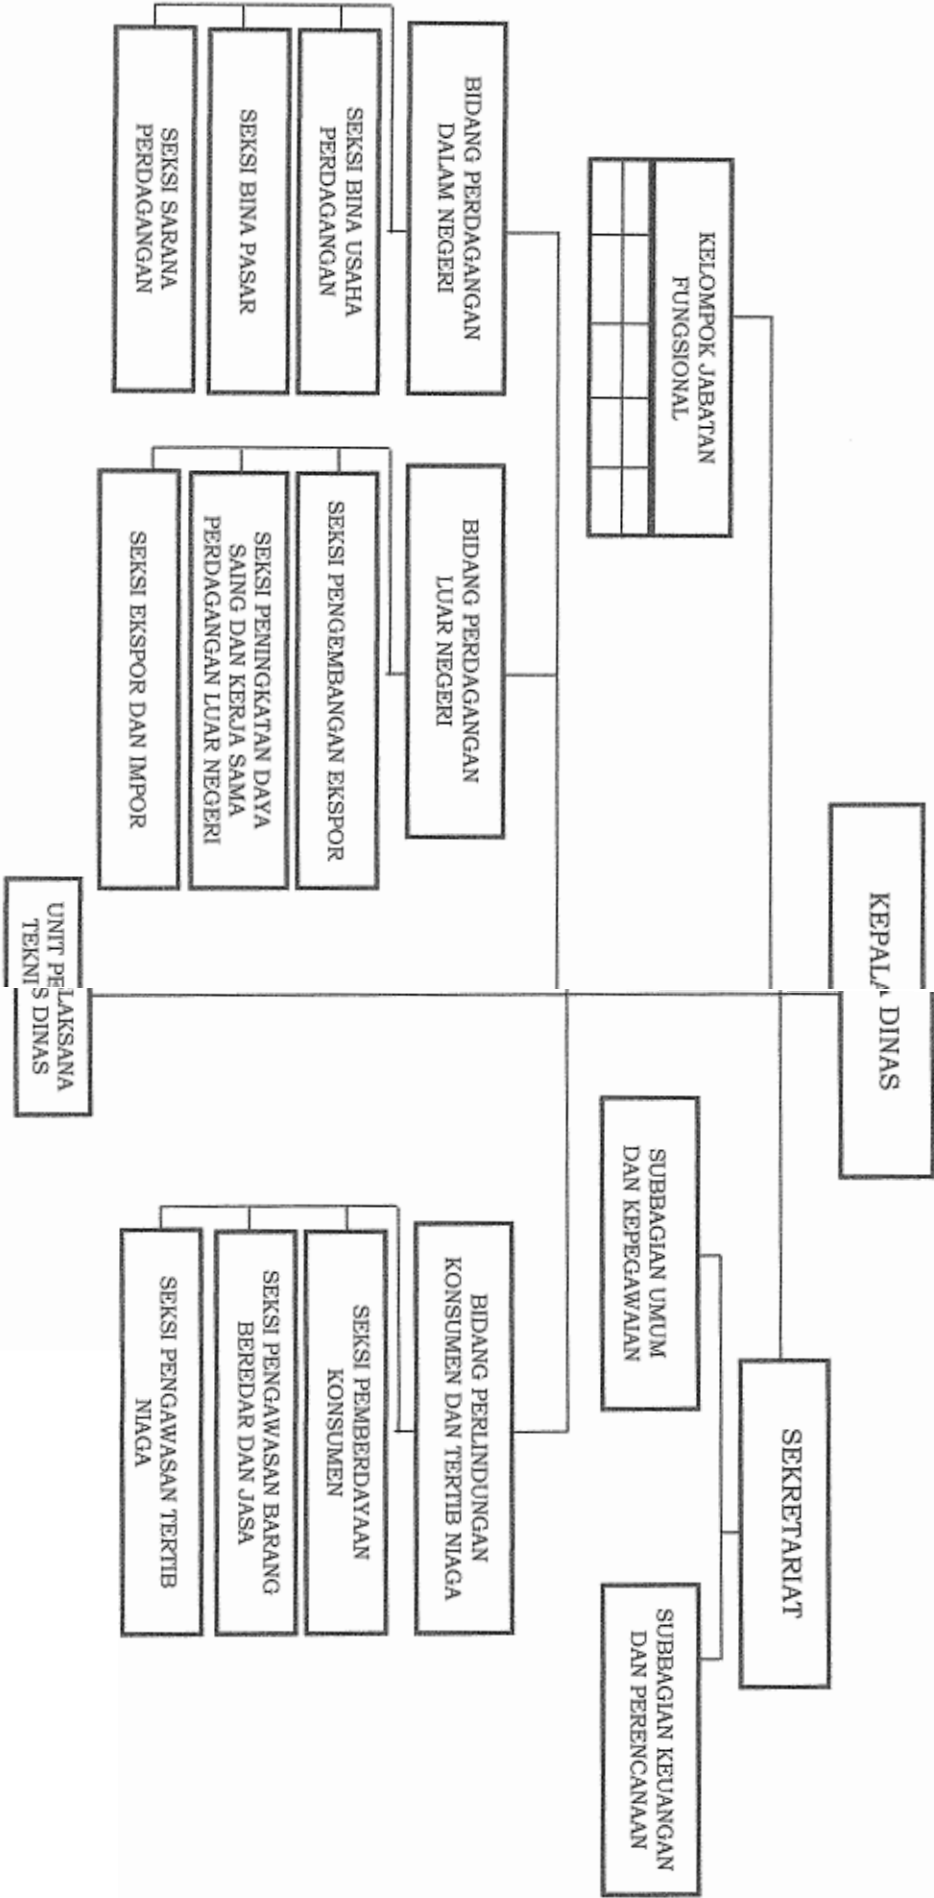 KEPALA DINAS
KELOMPOK JABATAN
FUNGSIONAL
SEKRETARIAT
SUBBAGIAN UMUM
DAN KEPEGAWAIAN
SUBBAGIAN KEUANGAN
DAN PERENCANAAN
BIDANG PERDAGANGAN
DALAM NEGERI
SEKSI BINA USAHA
PERDAGANGAN
SEKSI BINA PASAR
SEKSI SARANA
PERDAGANGAN
BIDANG PERDAGANGAN
LUAR NEGERI
SEKSI PENGEMBANGAN EKSPOR
SEKSI PENINGKATAN DAYA
SAING DAN KERJA SAMA
PERDAGANGAN LUAR NEGERI
SEKSI EKSPOR DAN IMPOR
BIDANG PERLINDUNGAN
KONSUMEN DAN TERTIB NIAGA
SEKSI PEMBERDAYAAN
KONSUMEN
SEKSI PENGAWASAN BARANG
BEREDAR DAN JASA
SEKSI PENGAWASAN TERTIB
NIAGA
UNIT PELAKSANA
TEKNIS DINAS